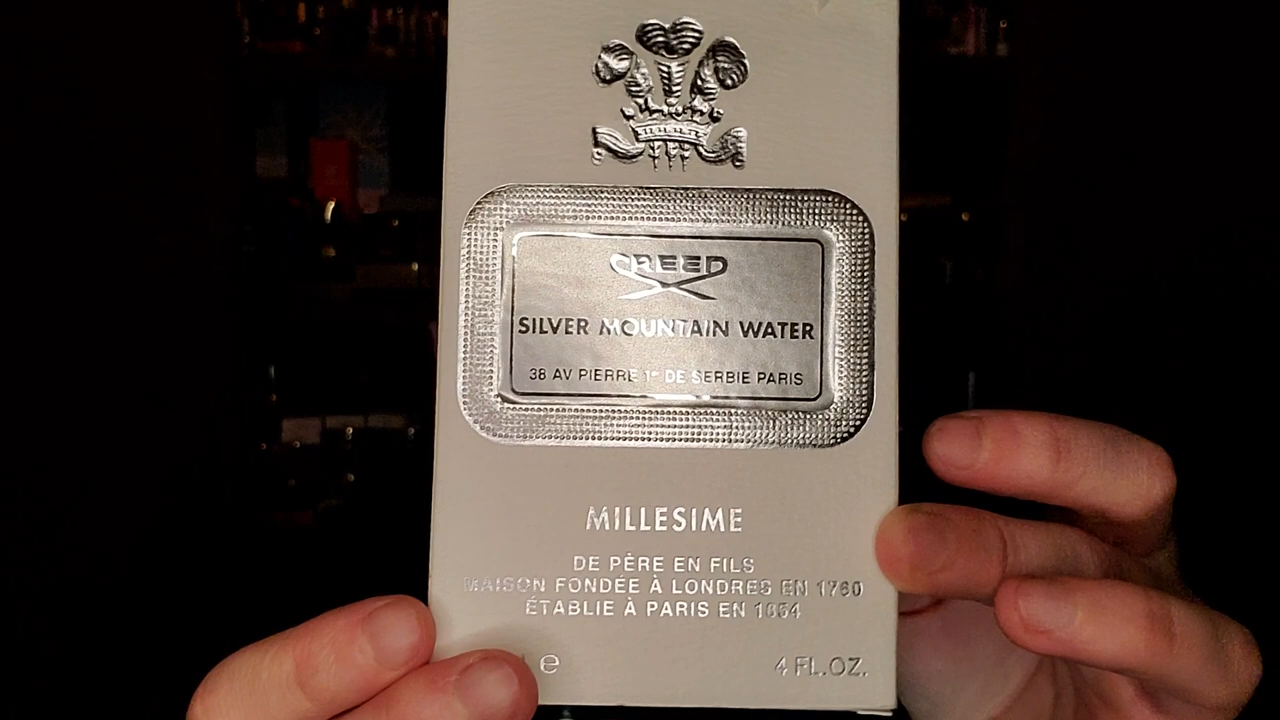 CREED
SILVER MOUNTAIN WATER
38 AV PIERRE 1ᵉʳ DE SERBIE PARIS
MILLESIME
DE PÈRE EN FILS
MAISON FONDÉE À LONDRES EN 1760
ÉTABLIE À PARIS EN 1854
℮ 4 FL.OZ.